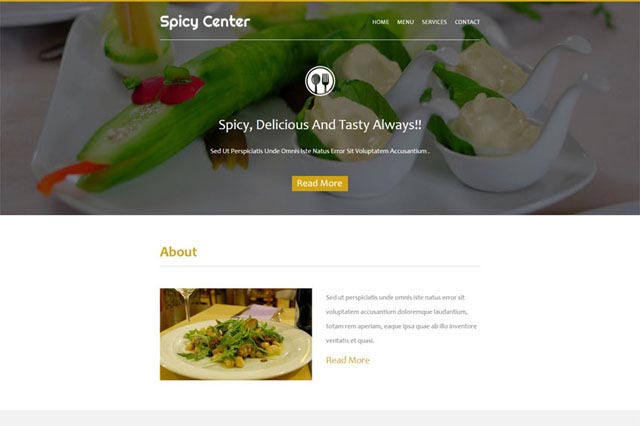 Spicy Center
HOME MENU SERVICES CONTACT
Spicy, Delicious And Tasty Always!!
Sed Ut Perspiciatis Unde Omnis Iste Natus Error Sit Voluptatem Accusantium .
Read More
About
Sed ut perspiciatis unde omnis iste natus error sit
voluptatem accusantium doloremque laudantium,
totam rem aperiam, eaque ipsa quae ab illo inventore
veritatis et quasi.
Read More